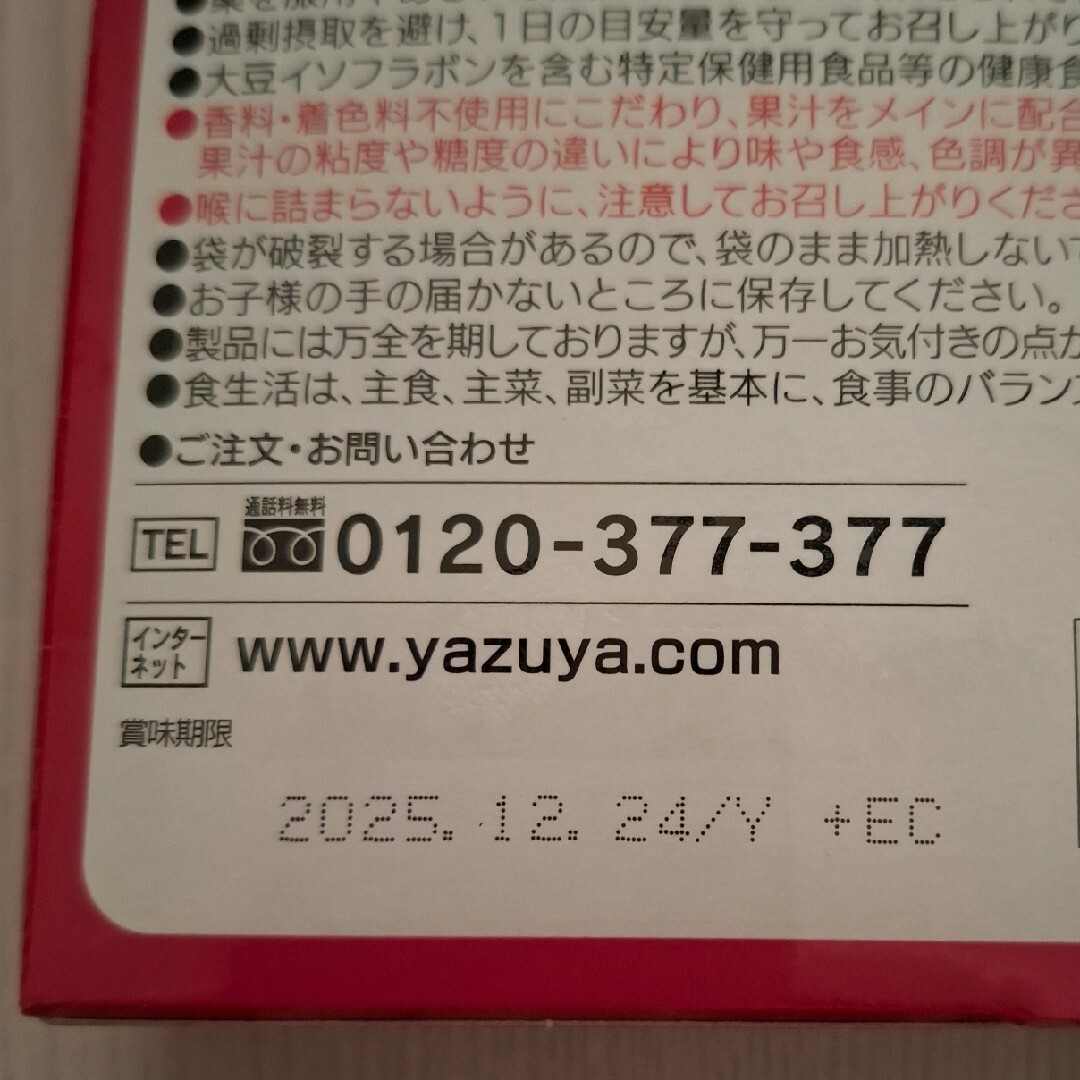 ●過剰摂取を避け、1日の目安量を守ってお召し上がり
●大豆イソフラボンを含む特定保健用食品等の健康食
●香料・着色料不使用にこだわり、果汁をメインに配合
果汁の粘度や糖度の違いにより味や食感、色調が異
●喉に詰まらないように、注意してお召し上がりくださ
●袋が破裂する場合があるので、袋のまま加熱しない
●お子様の手の届かないところに保存してください。
●製品には万全を期しておりますが、万一お気付きの点が
●食生活は、主食、主菜、副菜を基本に、食事のバラン
●ご注文・お問い合わせ
通話料無料
TEL 0120-377-377
インターネット www.yazuya.com
賞味期限
2025.12.24/Y +EC